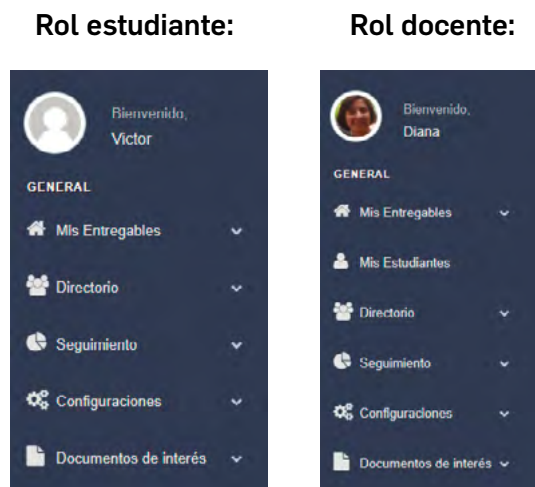 Rol estudiante:
Bienvenido,
Victor
GENERAL
Mis Entregables
Directorio
Seguimiento
Configuraciones
Documentos de interés
Rol docente:
Bienvenido,
Diana
GENERAL
Mis Entregables
Mis Estudiantes
Directorio
Seguimiento
Configuraciones
Documentos de interés